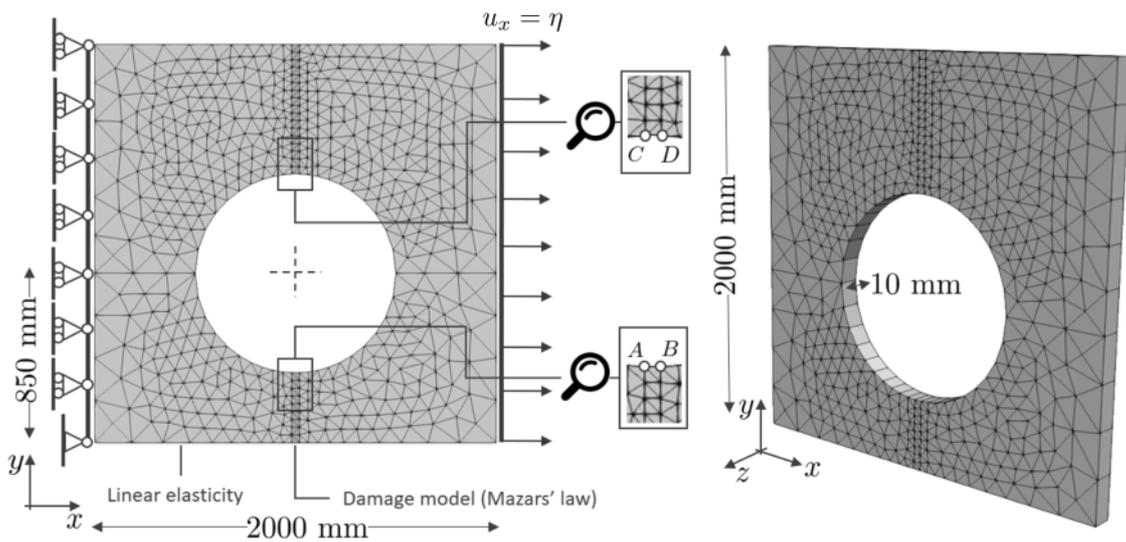 u_x = η
C D
2000 mm
10 mm
850 mm
A B
y
x
Linear elasticity
Damage model (Mazars' law)
2000 mm
y
z
x